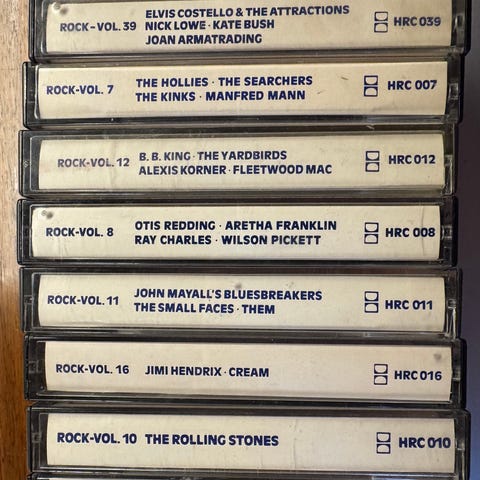 ELVIS COSTELLO & THE ATTRACTIONS
ROCK-VOL. 39 NICK LOWE · KATE BUSH HRC 039
JOAN ARMATRADING
ROCK-VOL. 7 THE HOLLIES · THE SEARCHERS HRC 007
THE KINKS · MANFRED MANN
ROCK-VOL. 12 B.B. KING · THE YARDBIRDS HRC 012
ALEXIS KORNER · FLEETWOOD MAC
ROCK-VOL. 8 OTIS REDDING · ARETHA FRANKLIN HRC 008
RAY CHARLES · WILSON PICKETT
ROCK-VOL. 11 JOHN MAYALL'S BLUESBREAKERS HRC 011
THE SMALL FACES · THEM
ROCK-VOL. 16 JIMI HENDRIX · CREAM HRC 016
ROCK-VOL. 10 THE ROLLING STONES HRC 010